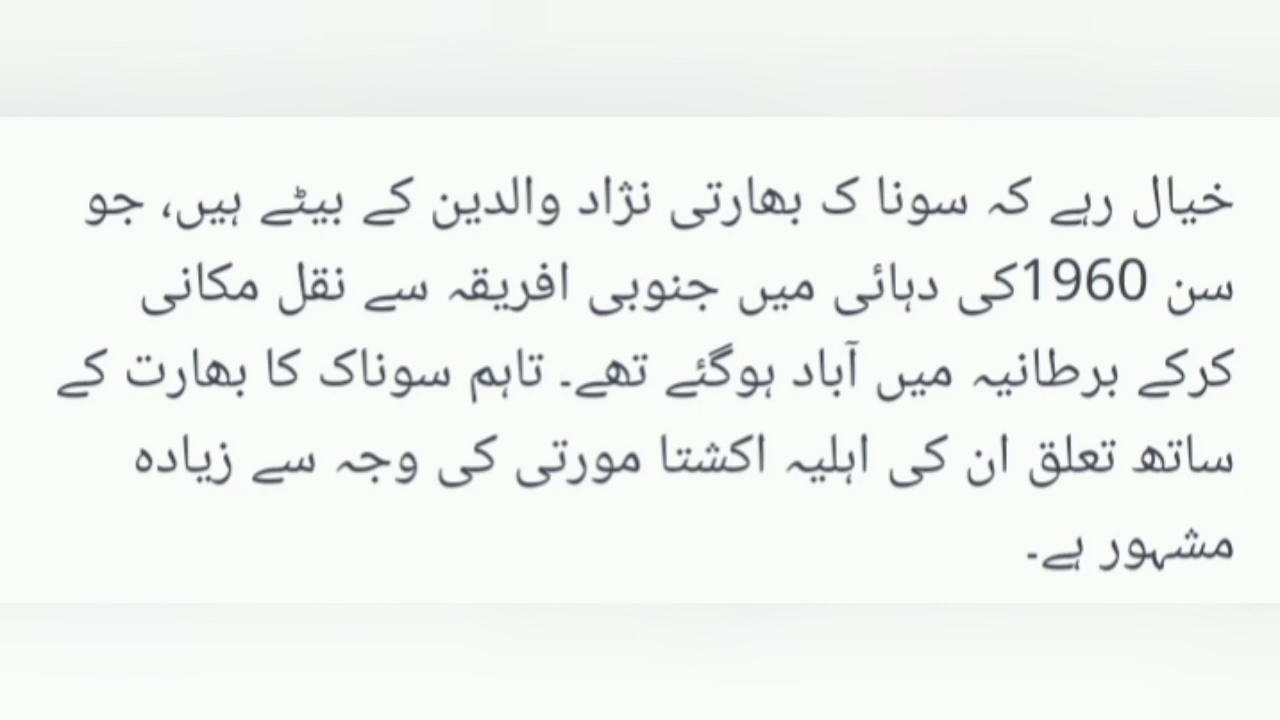 خیال رہے کہ سونا ک بھارتی نژاد والدین کے بیٹے ہیں، جو
سن 1960کی دہائی میں جنوبی افریقہ سے نقل مکانی
کرکے برطانیہ میں آباد ہوگئے تھے۔ تاہم سوناک کا بھارت کے
ساتھ تعلق ان کی اہلیہ اکشتا مورتی کی وجہ سے زیادہ
مشہور ہے۔